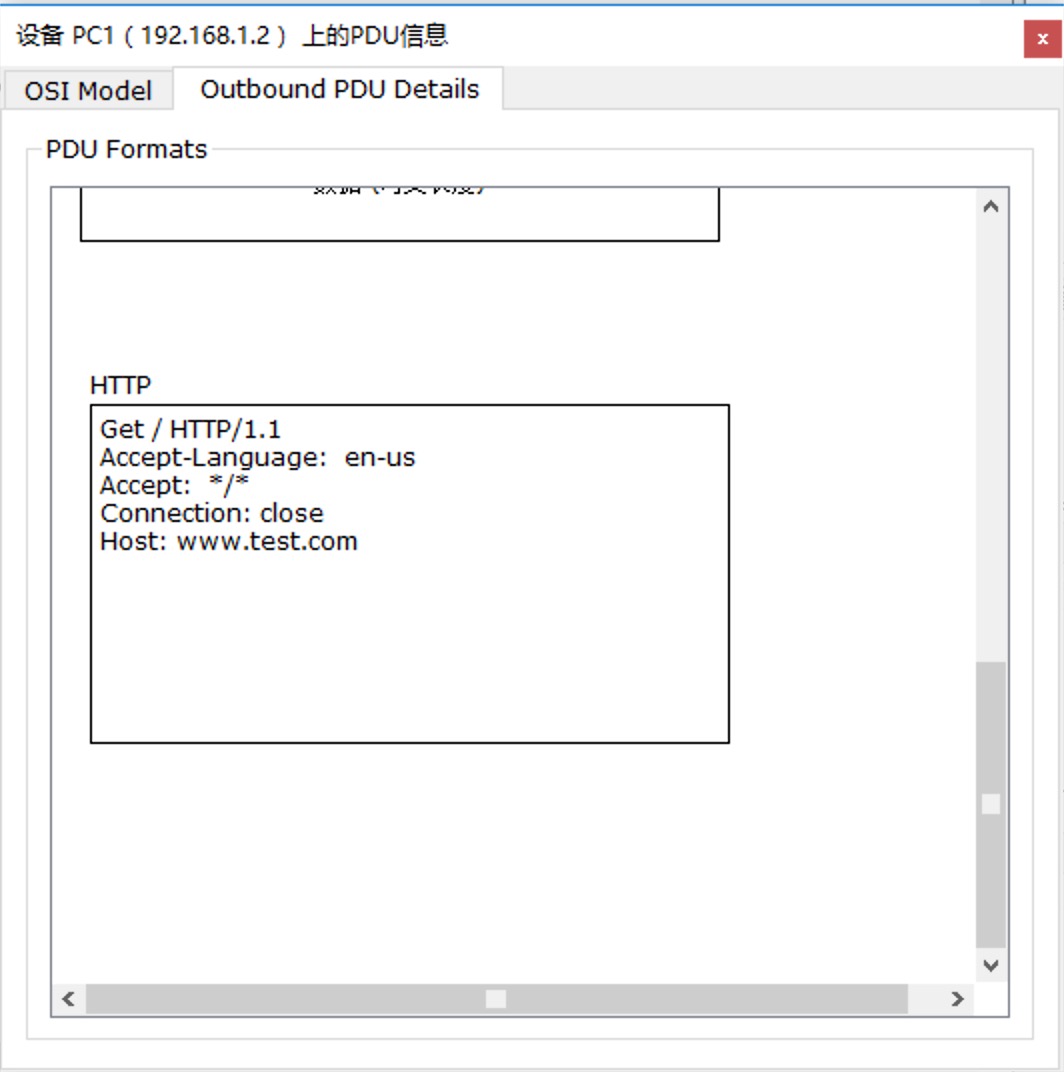 设备 PC1（192.168.1.2） 上的PDU信息
x
OSI Model
Outbound PDU Details
PDU Formats
HTTP
Get / HTTP/1.1
Accept-Language:  en-us
Accept:  */*
Connection: close
Host: www.test.com